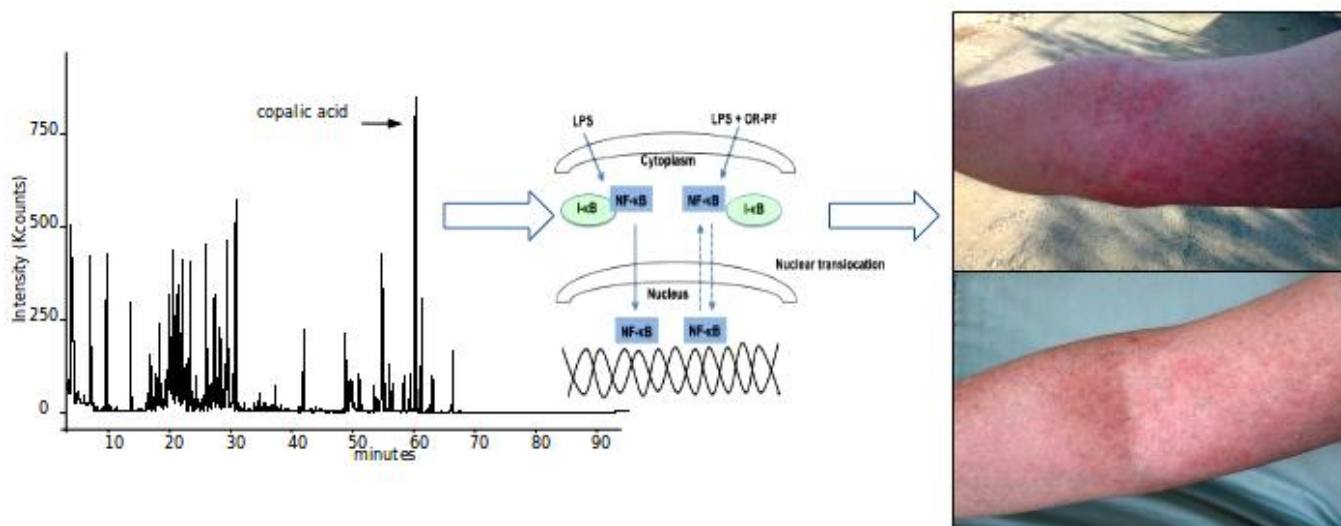 copalic acid
Intensity (Kcounts)
750
500
250
0
10 20 30 40 50 60 70 80 90
minutes
LPS
LPS + OR-PF
Cytoplasm
I-κB
NF-κB
NF-κB
I-κB
Nuclear translocation
Nucleus
NF-κB
NF-κB